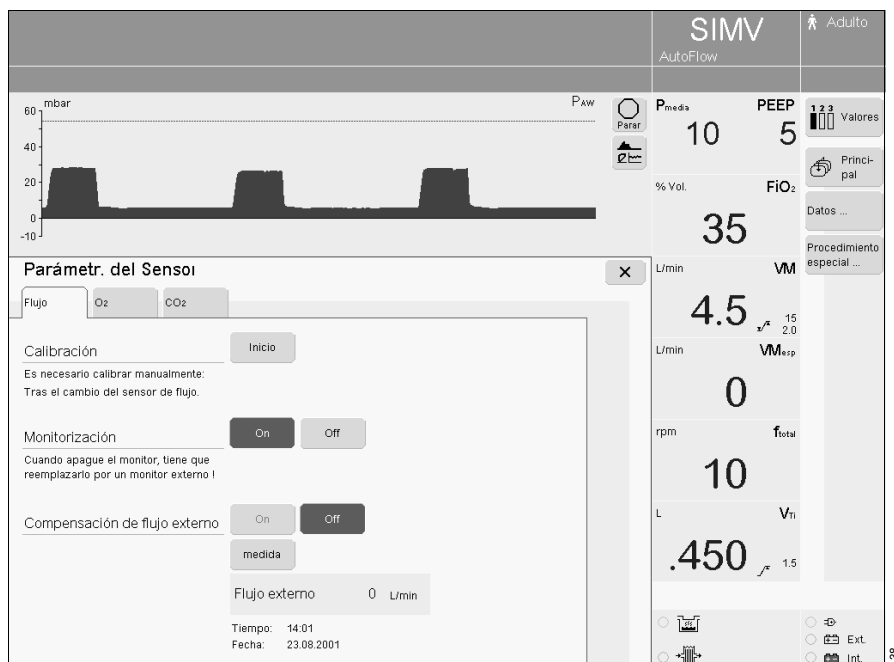 SIMV
AutoFlow
Adulto
mbar
PAW
60
40
20
0
-10
Parar
Pmedia
PEEP
10
5
1 2 3
Valores
Princi-
pal
% Vol.
FiO2
35
Datos ...
Procedimiento
especial ...
Parámetr. del Sensor
Flujo
O2
CO2
L/min
VM
4.5
15
2.0
Calibración
Inicio
Es necesario calibrar manualmente:
Tras el cambio del sensor de flujo.
L/min
VMesp
0
Monitorización
On
Off
Cuando apague el monitor, tiene que
reemplazarlo por un monitor externo !
rpm
ftotal
10
Compensación de flujo externo
On
Off
medida
Flujo externo
0
L/min
Tiempo: 14:01
Fecha: 23.08.2001
L
VTi
.450
1.5
Ext.
Int.